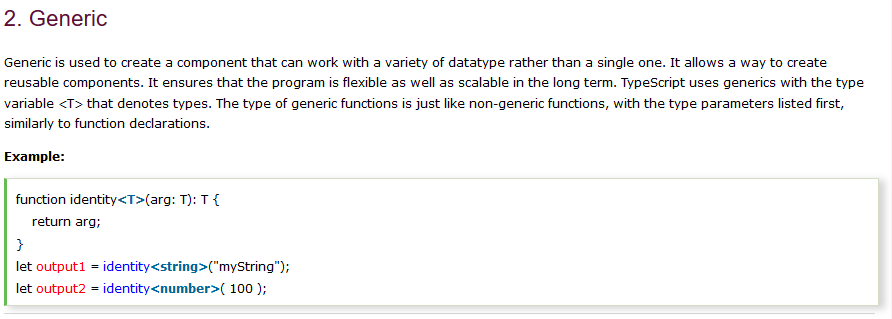 2. Generic
Generic is used to create a component that can work with a variety of datatype rather than a single one. It allows a way to create
reusable components. It ensures that the program is flexible as well as scalable in the long term. TypeScript uses generics with the type
variable <T> that denotes types. The type of generic functions is just like non-generic functions, with the type parameters listed first,
similarly to function declarations.
Example:
function identity<T>(arg: T): T {
    return arg;
}
let output1 = identity<string>("myString");
let output2 = identity<number>( 100 );